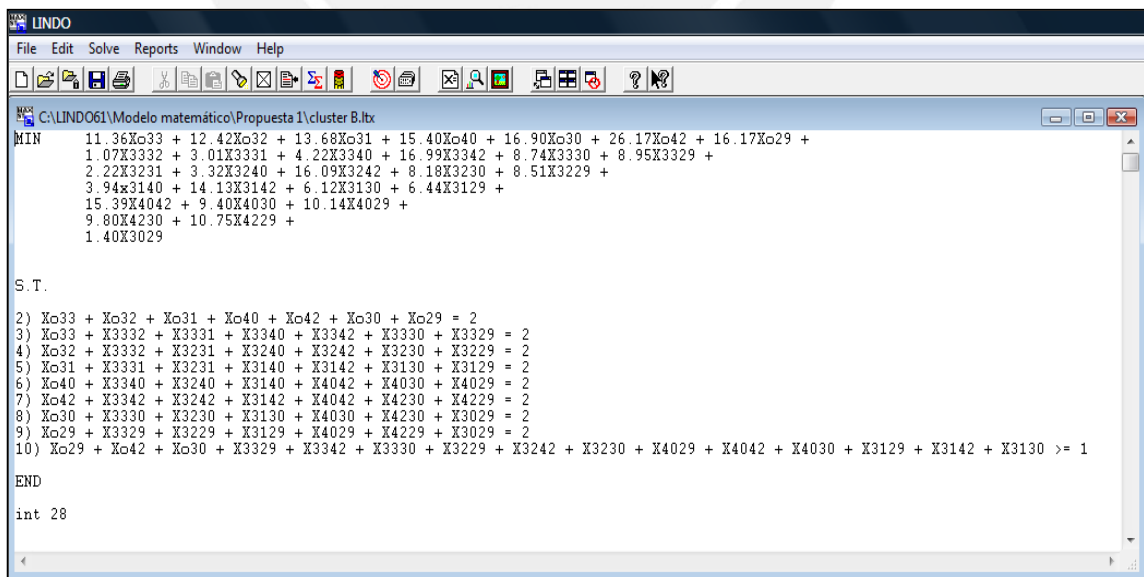 LINDO
File Edit Solve Reports Window Help
C:\LINDO61\Modelo matemático\Propuesta 1\cluster B.ltx
MIN 11.36Xo33 + 12.42Xo32 + 13.68Xo31 + 15.40Xo40 + 16.90Xo30 + 26.17Xo42 + 16.17Xo29 +
1.07X3332 + 3.01X3331 + 4.22X3340 + 16.99X3342 + 8.74X3330 + 8.95X3329 +
2.22X3231 + 3.32X3240 + 16.09X3242 + 8.18X3230 + 8.51X3229 +
3.94x3140 + 14.13X3142 + 6.12X3130 + 6.44X3129 +
15.39X4042 + 9.40X4030 + 10.14X4029 +
9.80X4230 + 10.75X4229 +
1.40X3029
S.T.
2) Xo33 + Xo32 + Xo31 + Xo40 + Xo42 + Xo30 + Xo29 = 2
3) Xo33 + X3332 + X3331 + X3340 + X3342 + X3330 + X3329 = 2
4) Xo32 + X3332 + X3231 + X3240 + X3242 + X3230 + X3229 = 2
5) Xo31 + X3331 + X3231 + X3140 + X3142 + X3130 + X3129 = 2
6) Xo40 + X3340 + X3240 + X3140 + X4042 + X4030 + X4029 = 2
7) Xo42 + X3342 + X3242 + X3142 + X4042 + X4230 + X4229 = 2
8) Xo30 + X3330 + X3230 + X3130 + X4030 + X4230 + X3029 = 2
9) Xo29 + X3329 + X3229 + X3129 + X4029 + X4229 + X3029 = 2
10) Xo29 + Xo42 + Xo30 + X3329 + X3342 + X3330 + X3229 + X3242 + X3230 + X4029 + X4042 + X4030 + X3129 + X3142 + X3130 >= 1
END
int 28